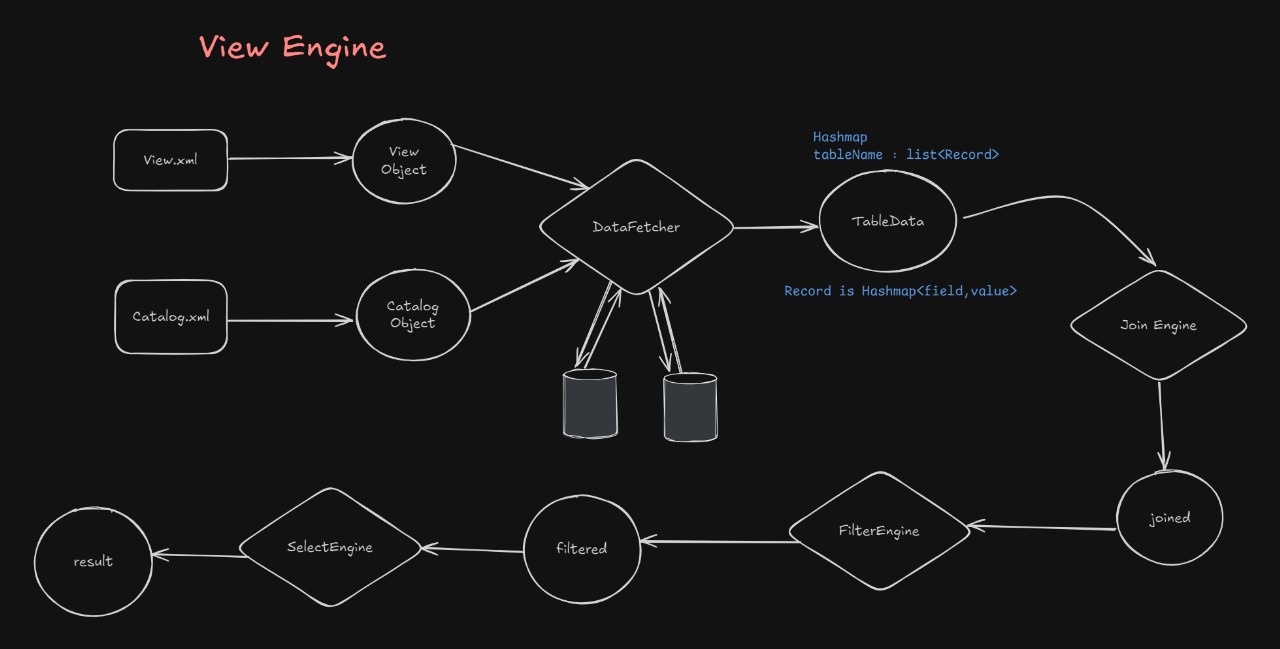 View Engine
View.xml
View
Object
Catalog.xml
Catalog
Object
DataFetcher
Hashmap
tableName : list<Record>
TableData
Record is Hashmap<field,value>
Join Engine
joined
FilterEngine
filtered
SelectEngine
result